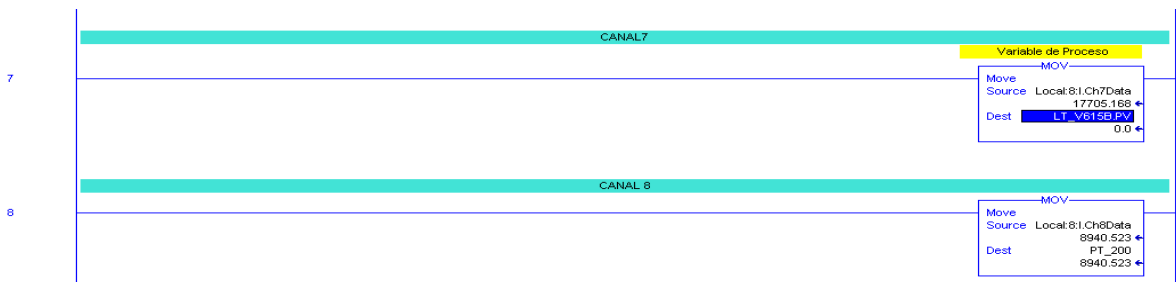 CANAL7
Variable de Proceso
7
MOV
Move
Source Local:8:I.Ch7Data
17705.168
Dest LT_V615B.PV
0.0
CANAL 8
8
MOV
Move
Source Local:8:I.Ch8Data
8940.523
Dest PT_200
8940.523